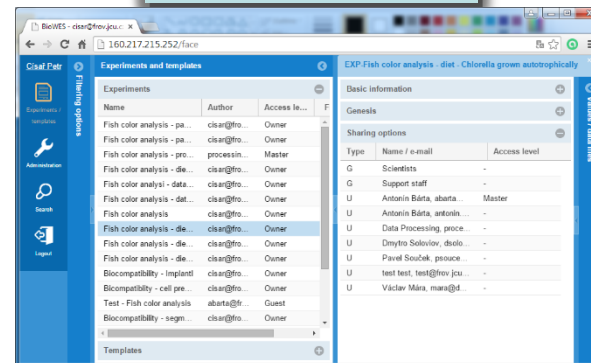 BioWES - cisar@frov.jcu.c
160.217.215.252/face
Cisař Petr
Experiments / templates
Administration
Search
Logout
Filtering options
Experiments and templates
Experiments
Name Author Access le... F
Fish color analysis - pa... cisar@fro... Owner
Fish color analysis - pa... cisar@fro... Owner
Fish color analysis - pro... processin... Master
Fish color analysis - die... cisar@fro... Owner
Fish color analysi - data... cisar@fro... Owner
Fish color analysis - dat... cisar@fro... Owner
Fish color analysis cisar@fro... Owner
Fish color analysis - die... cisar@fro... Owner
Fish color analysis - die... cisar@fro... Owner
Fish color analysis - die... cisar@fro... Owner
Biocompatibility - Implantl cisar@fro... Owner
Bicompatiblity - cell pre... cisar@fro... Owner
Test - Fish color analysis abarta@fr... Guest
Biocompatibility - segm... cisar@fro... Owner
Templates
EXP-Fish color analysis - diet - Chlorella grown autotrophically
Basic information
Genesis
Sharing options
Type Name / e-mail Access level
G Scientists -
G Support staff -
U Antonín Bárta, abarta... Master
U Antonín Bárta, antonin.... -
U Data Processing, proce... -
U Dmytro Soloviov, dsolo... -
U Pavel Souček, psouce... -
U test test, test@frov.jcu... -
U Václav Mára, mara@d... -